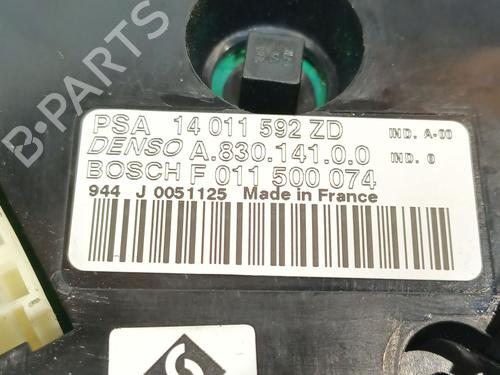 B-PARTS
PSA 14 011 592 ZD IND. A-00
DENSO A.830.141.0.0 IND. 0
BOSCH F 011 500 074
944 J 0051125 Made in France